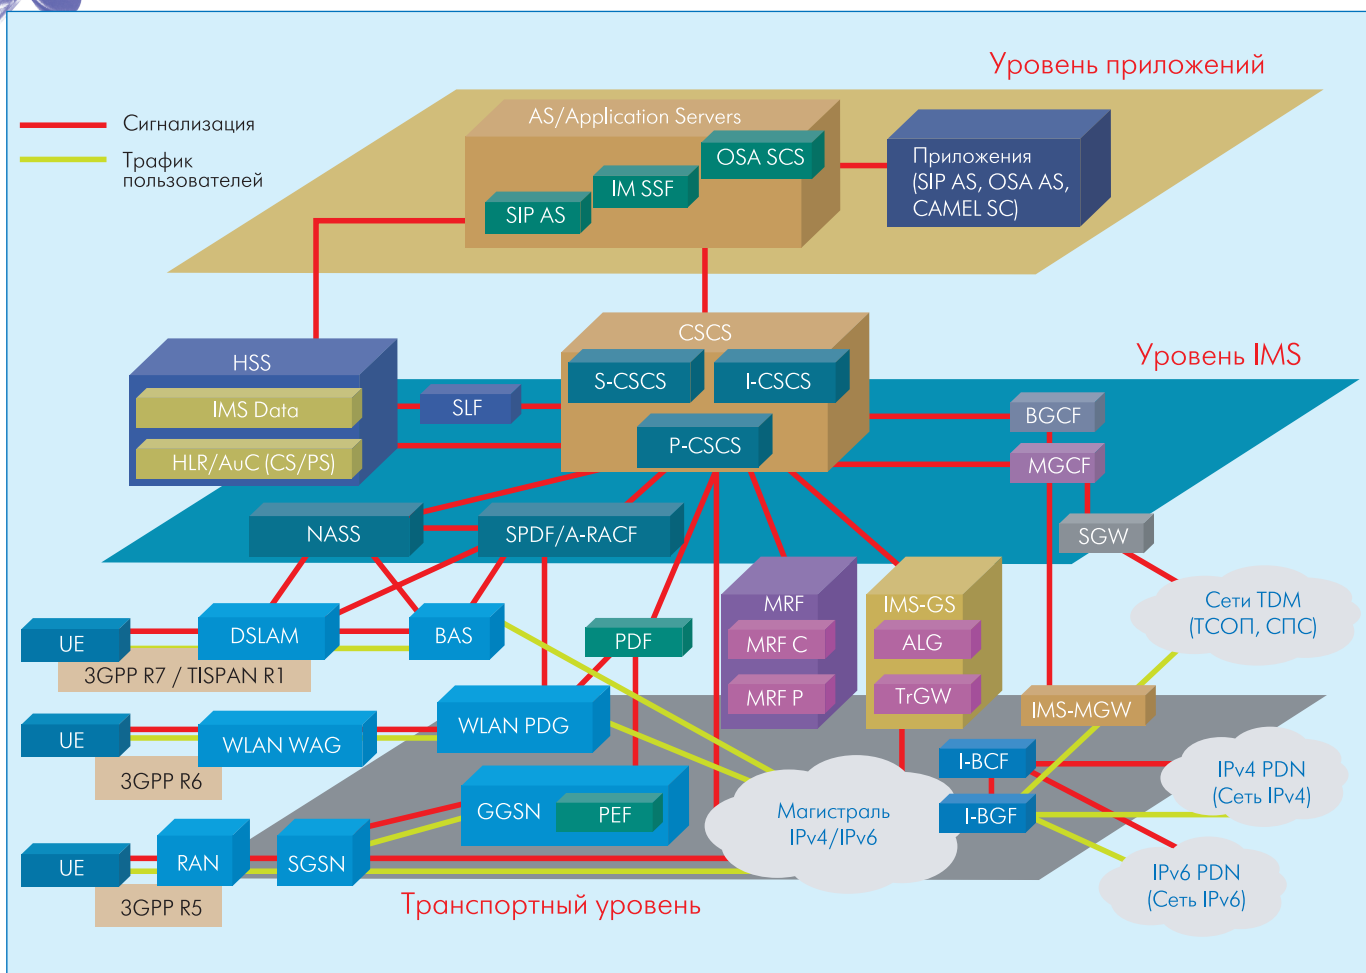 Уровень приложений
Сигнализация
Трафик
пользователей
AS/Application Servers
OSA SCS
IM SSF
SIP AS
Приложения
(SIP AS, OSA AS,
CAMEL SC)
Уровень IMS
CSCS
S-CSCS
I-CSCS
P-CSCS
HSS
IMS Data
HLR/AuC (CS/PS)
SLF
BGCF
MGCF
SGW
NASS
SPDF/A-RACF
Сети TDM
(ТСОП, СПС)
UE
DSLAM
BAS
3GPP R7 / TISPAN R1
PDF
MRF
MRF C
MRF P
IMS-GS
ALG
TrGW
IMS-MGW
UE
WLAN WAG
WLAN PDG
3GPP R6
I-BCF
I-BGF
IPv4 PDN
(Сеть IPv4)
GGSN
PEF
Магистраль
IPv4/IPv6
UE
RAN
SGSN
3GPP R5
IPv6 PDN
(Сеть IPv6)
Транспортный уровень